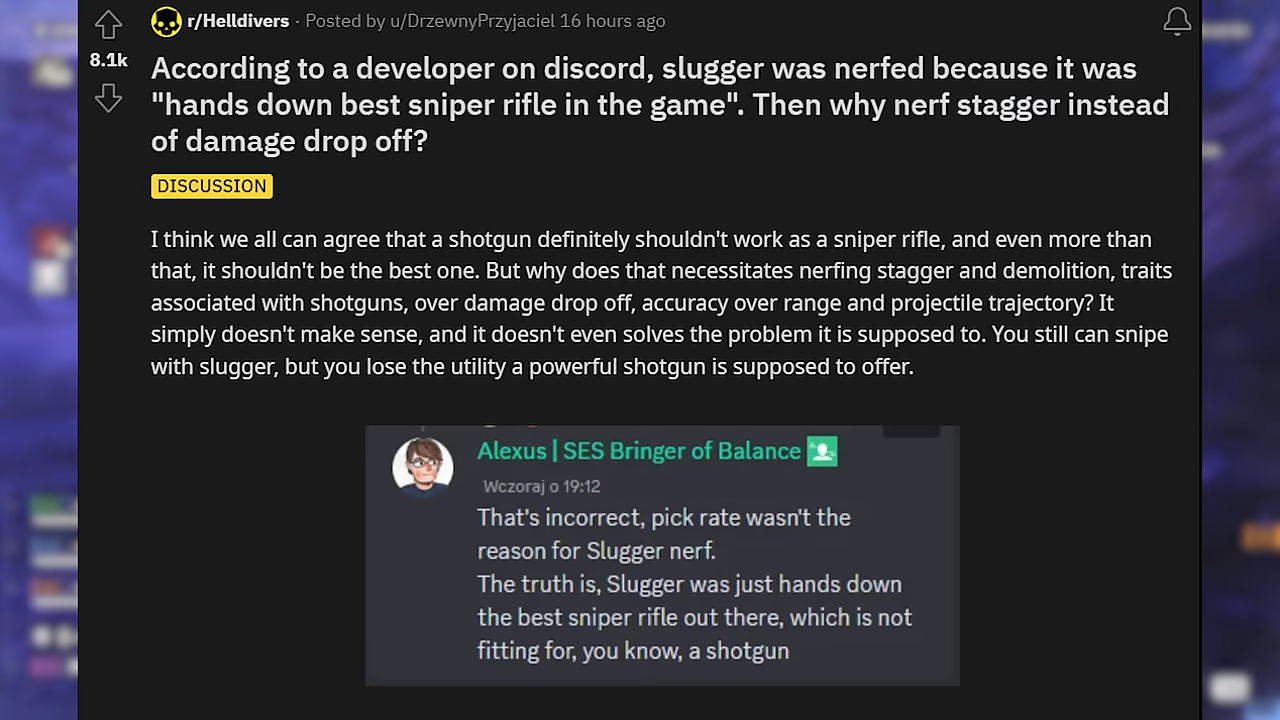 r/Helldivers · Posted by u/DrzewnyPrzyjaciel 16 hours ago
8.1k
According to a developer on discord, slugger was nerfed because it was
"hands down best sniper rifle in the game". Then why nerf stagger instead
of damage drop off?
DISCUSSION
I think we all can agree that a shotgun definitely shouldn't work as a sniper rifle, and even more than
that, it shouldn't be the best one. But why does that necessitates nerfing stagger and demolition, traits
associated with shotguns, over damage drop off, accuracy over range and projectile trajectory? It
simply doesn't make sense, and it doesn't even solves the problem it is supposed to. You still can snipe
with slugger, but you lose the utility a powerful shotgun is supposed to offer.
Alexus | SES Bringer of Balance
Wczoraj o 19:12
That's incorrect, pick rate wasn't the
reason for Slugger nerf.
The truth is, Slugger was just hands down
the best sniper rifle out there, which is not
fitting for, you know, a shotgun